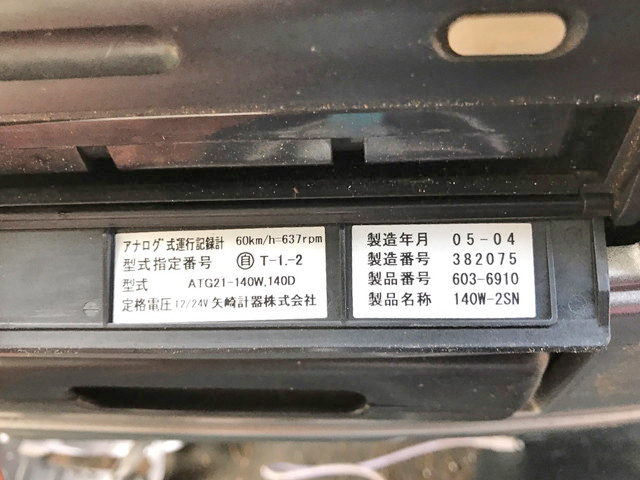 アナログ式運行記録計 60km/h=637rpm
型式指定番号 ㊐ T-1.-2
型式 ATG21-140W,140D
定格電圧 12/24V 矢崎計器株式会社
製造年月 05-04
製造番号 382075
製品番号 603-6910
製品名称 140W-2SN